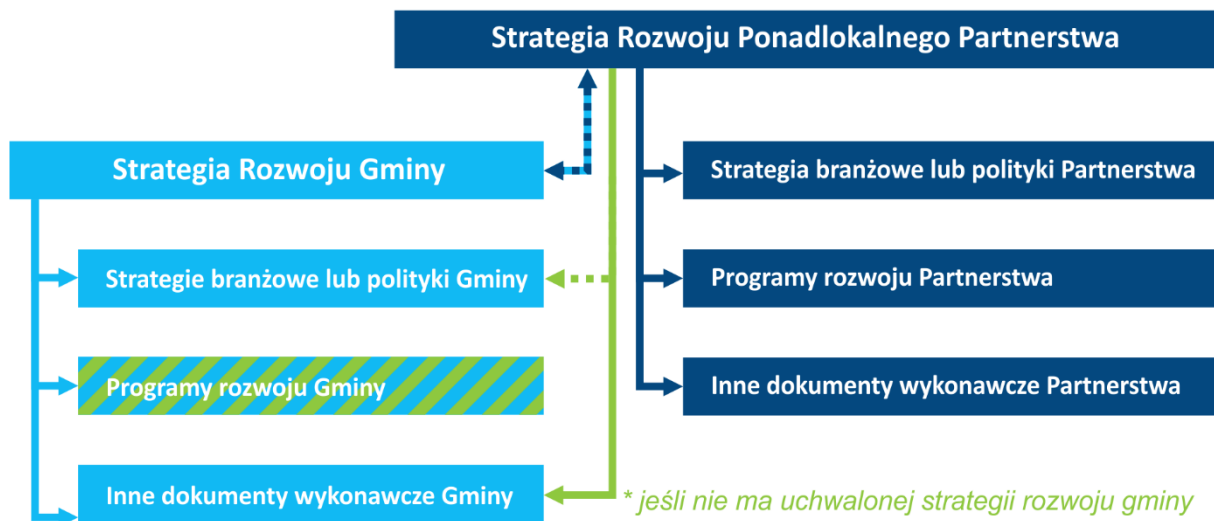 Strategia Rozwoju Ponadlokalnego Partnerstwa
Strategia Rozwoju Gminy
Strategie branżowe lub polityki Gminy
Programy rozwoju Gminy
Inne dokumenty wykonawcze Gminy
Strategia branżowe lub polityki Partnerstwa
Programy rozwoju Partnerstwa
Inne dokumenty wykonawcze Partnerstwa
* jeśli nie ma uchwalonej strategii rozwoju gminy